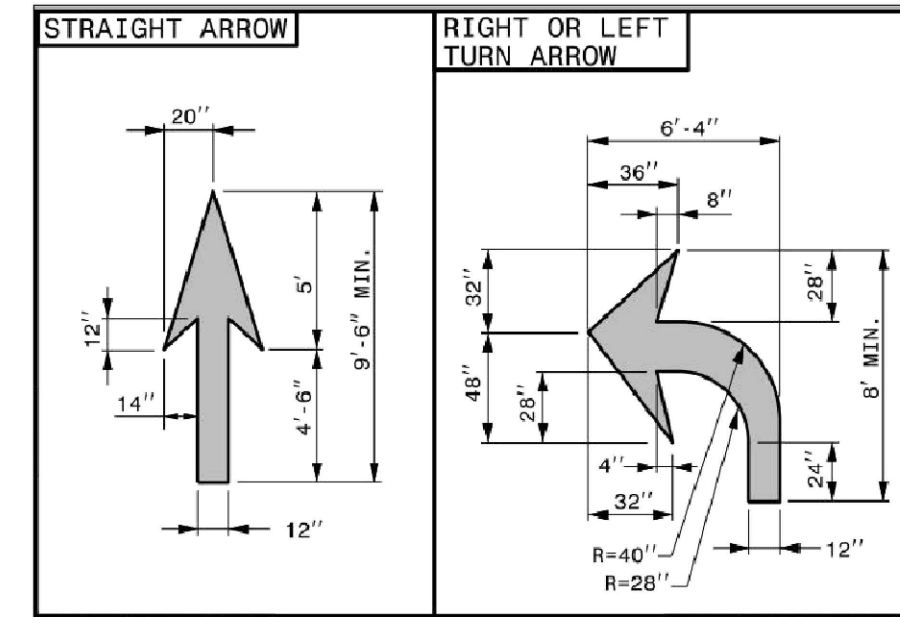 STRAIGHT ARROW
20''
12''
14''
5'
4'-6"
9'-6" MIN.
12''
RIGHT OR LEFT
TURN ARROW
6'-4''
36''
8''
32''
48''
28''
28''
8' MIN.
4''
32''
24''
R=40''
R=28''
12''